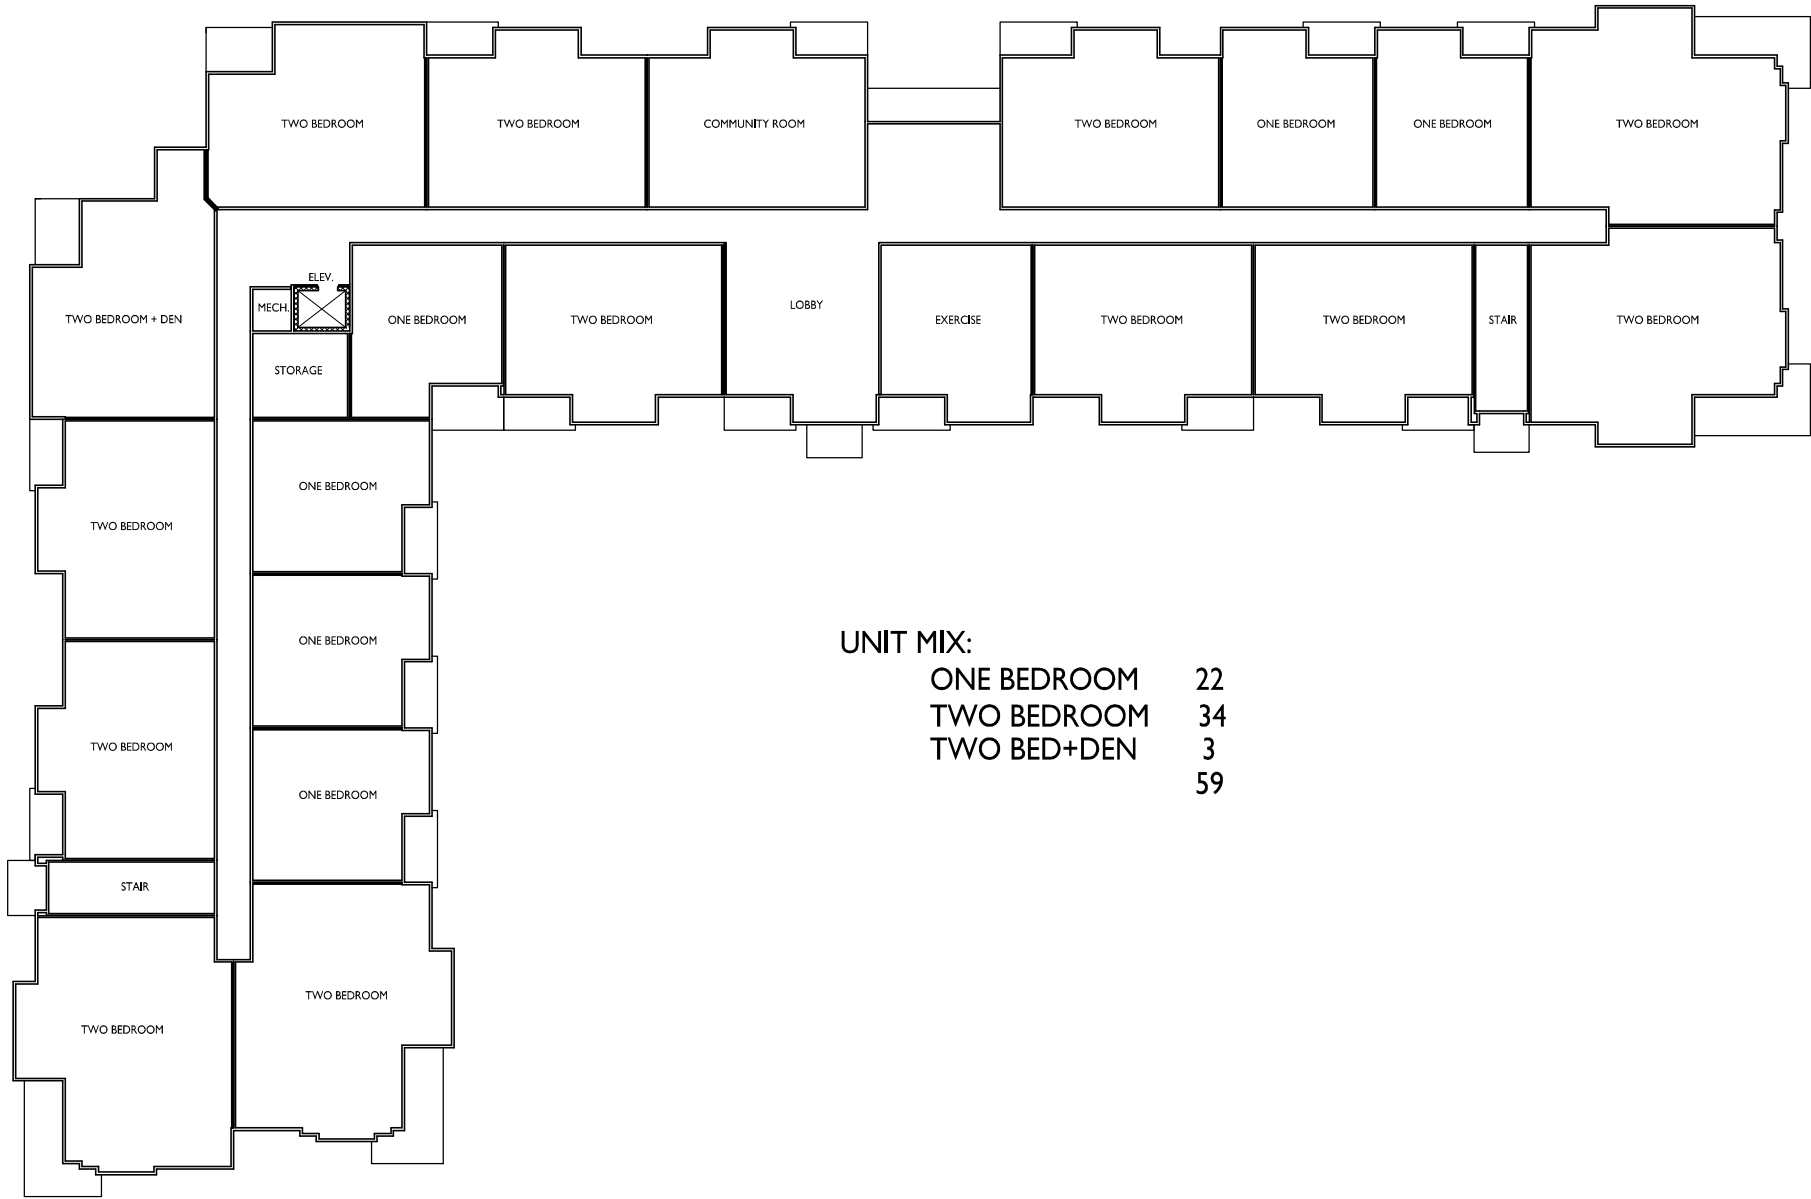 TWO BEDROOM
TWO BEDROOM
COMMUNITY ROOM
TWO BEDROOM
ONE BEDROOM
ONE BEDROOM
TWO BEDROOM
ELEV.
MECH.
LOBBY
TWO BEDROOM + DEN
ONE BEDROOM
TWO BEDROOM
EXERCISE
TWO BEDROOM
TWO BEDROOM
STAIR
TWO BEDROOM
STORAGE
ONE BEDROOM
TWO BEDROOM
ONE BEDROOM
TWO BEDROOM
ONE BEDROOM
STAIR
TWO BEDROOM
TWO BEDROOM
UNIT MIX:
ONE BEDROOM 22
TWO BEDROOM 34
TWO BED+DEN 3
59